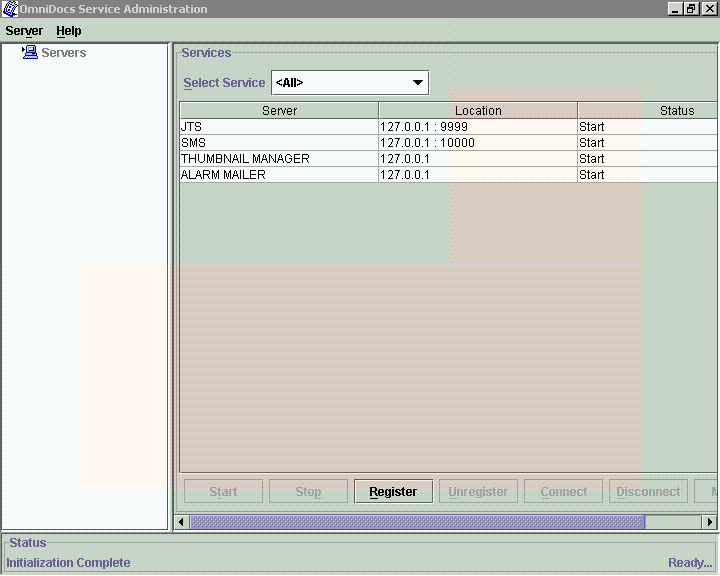 OmniDocs Service Administration
Server Help
Servers
Services
Select Service <All>
Server Location Status
JTS 127.0.0.1 : 9999 Start
SMS 127.0.0.1 : 10000 Start
THUMBNAIL MANAGER 127.0.0.1 Start
ALARM MAILER 127.0.0.1 Start
Start Stop Register Unregister Connect Disconnect
Status
Initialization Complete Ready...